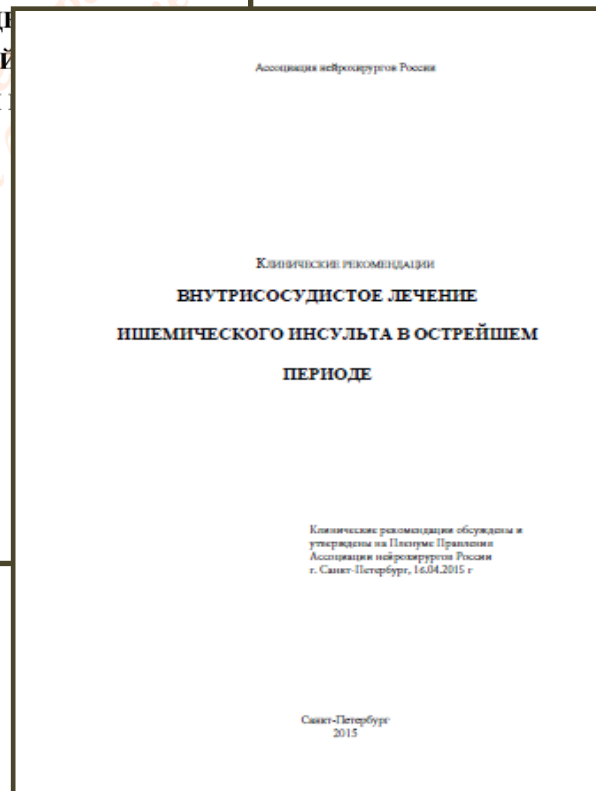 Ассоциация нейрохирургов России
Клинические рекомендации
ВНУТРИСОСУДИСТОЕ ЛЕЧЕНИЕ
ИШЕМИЧЕСКОГО ИНСУЛЬТА В ОСТРЕЙШЕМ
ПЕРИОДЕ
Клинические рекомендации обсуждены и
утверждены на Пленуме Правления
Ассоциации нейрохирургов России
г. Санкт-Петербург, 16.04.2015 г
Санкт-Петербург
2015